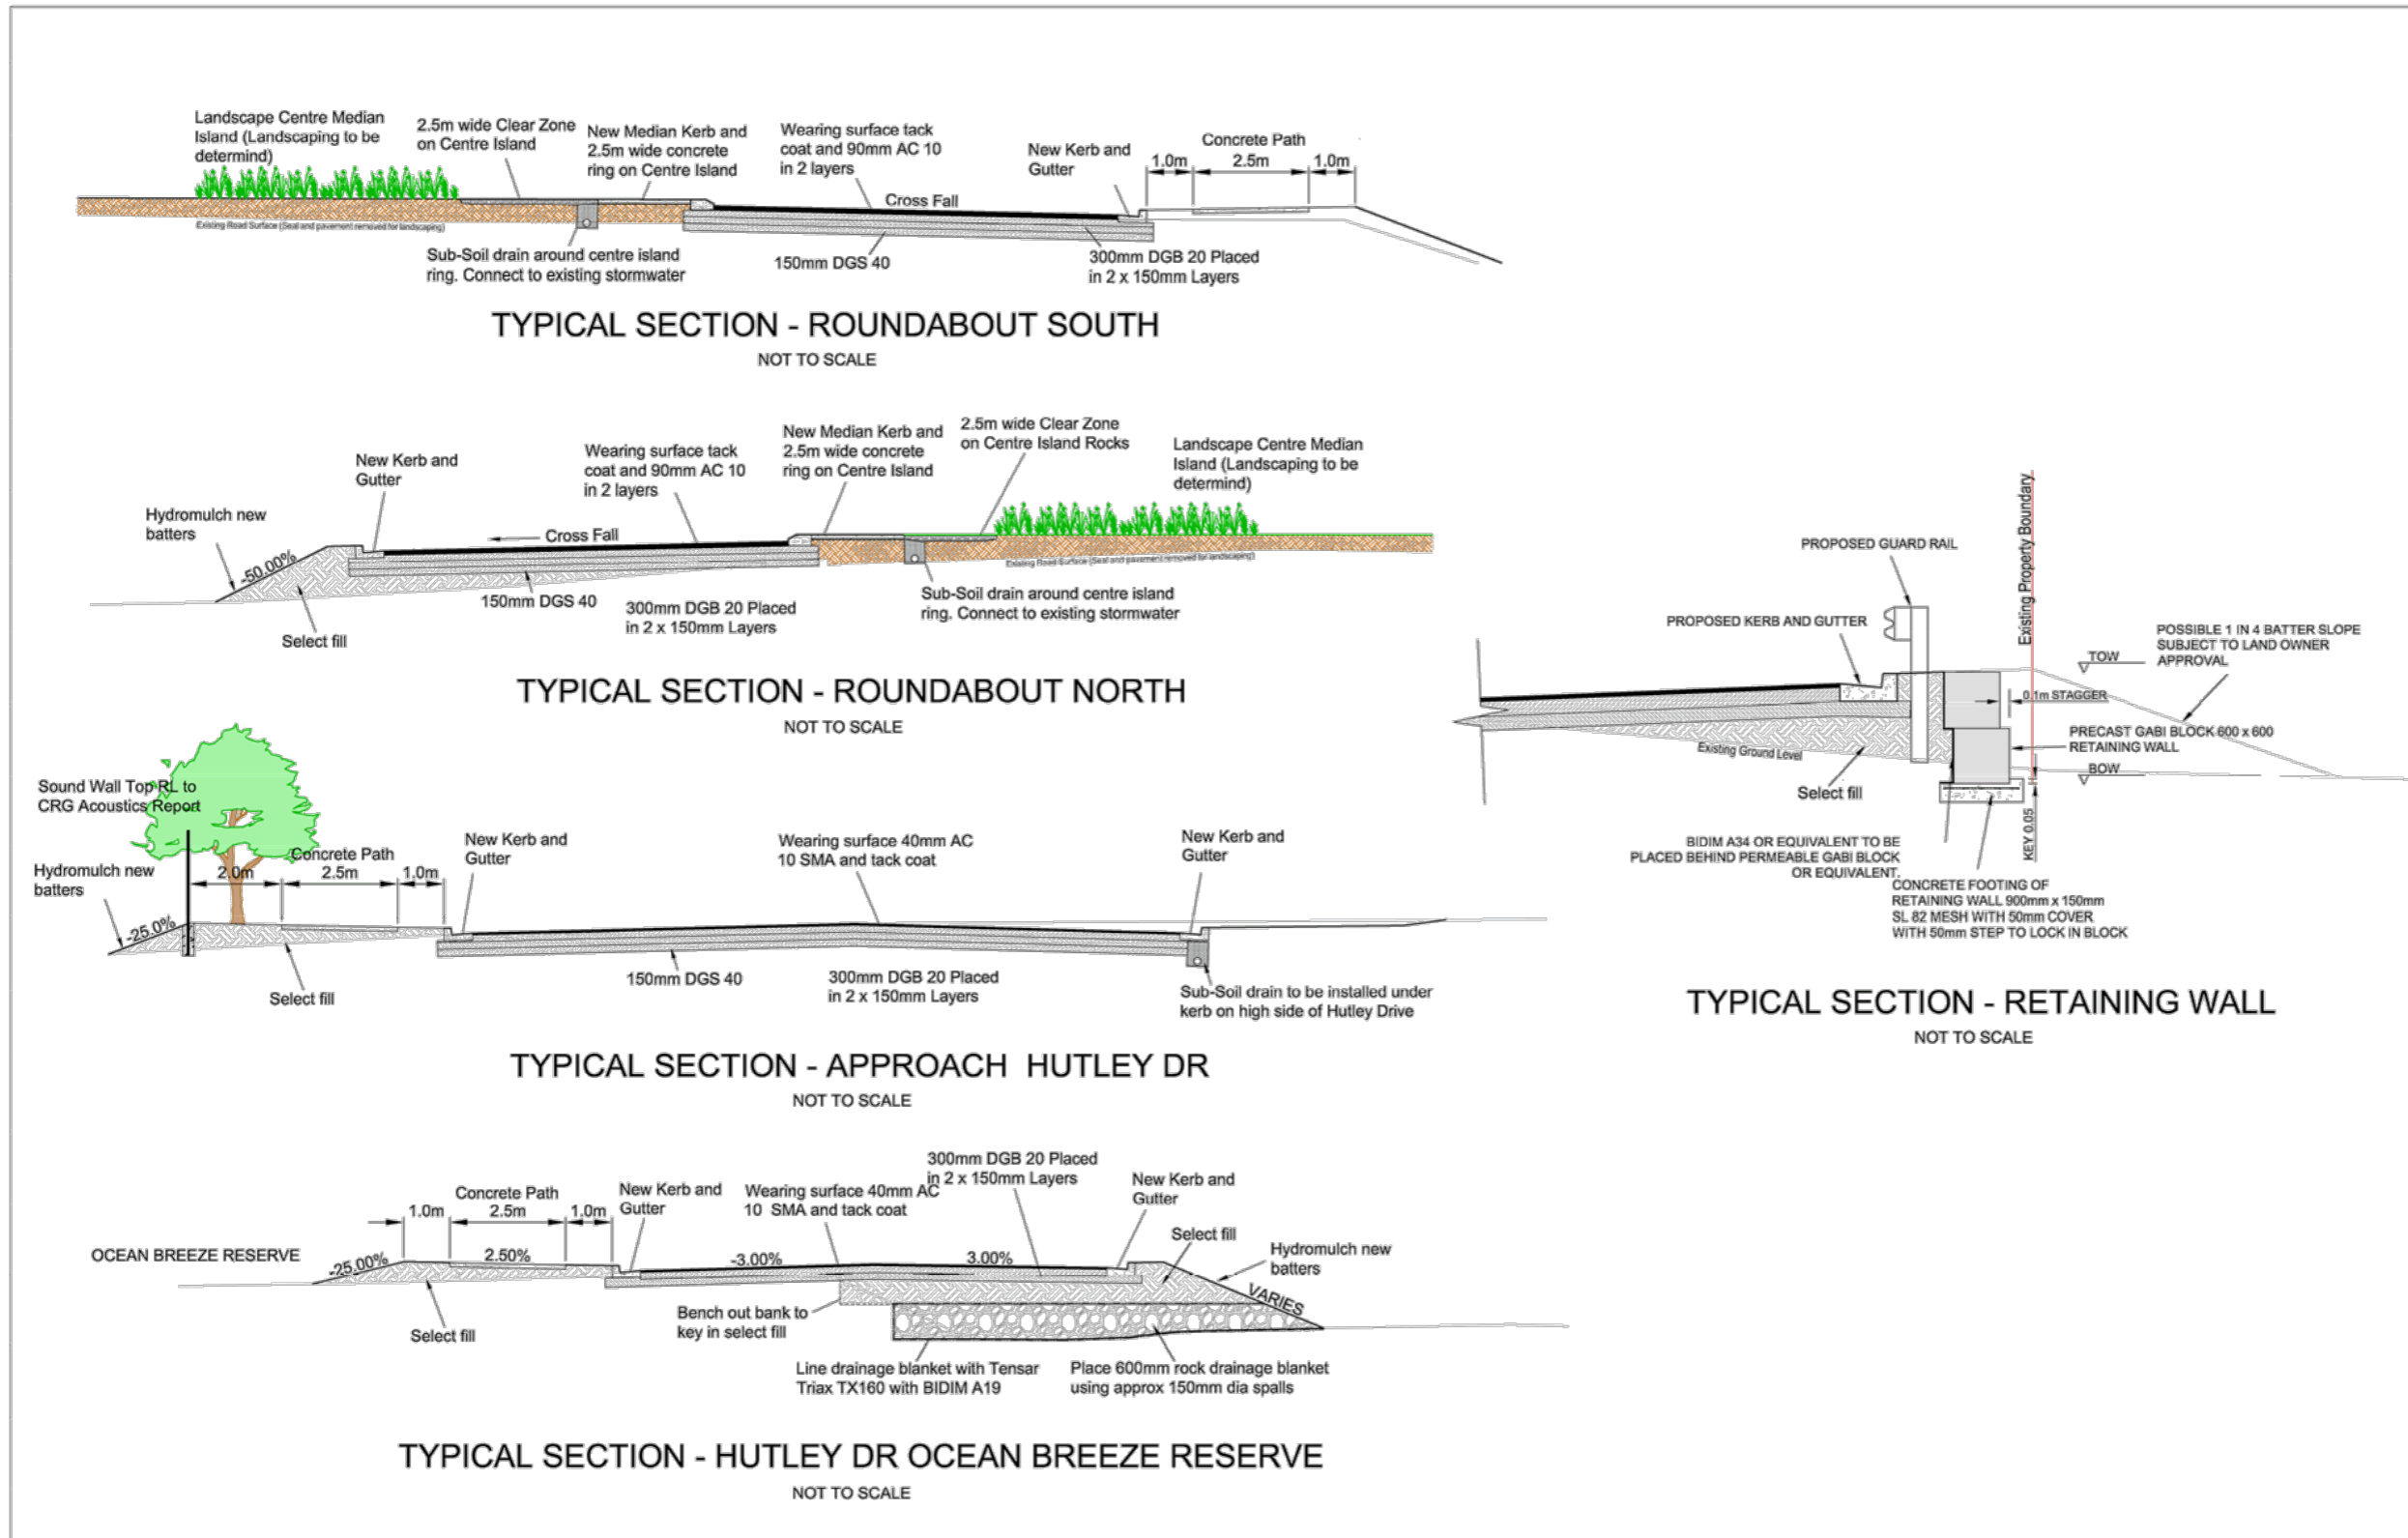 Landscape Centre Median
Island (Landscaping to be
determind)
2.5m wide Clear Zone
on Centre Island
New Median Kerb and
2.5m wide concrete
ring on Centre Island
Wearing surface tack
coat and 90mm AC 10
in 2 layers
New Kerb and
Gutter
Concrete Path
1.0m
2.5m
1.0m
Cross Fall
Existing Road Surface (Seal and pavement removed for landscaping)
Sub-Soil drain around centre island
ring. Connect to existing stormwater
150mm DGS 40
300mm DGB 20 Placed
in 2 x 150mm Layers
TYPICAL SECTION - ROUNDABOUT SOUTH
NOT TO SCALE
Hydromulch new
batters
New Kerb and
Gutter
Wearing surface tack
coat and 90mm AC 10
in 2 layers
New Median Kerb and
2.5m wide concrete
ring on Centre Island
2.5m wide Clear Zone
on Centre Island Rocks
Landscape Centre Median
Island (Landscaping to be
determind)
Cross Fall
-50.00%
Existing Road Surface (Seal and pavement removed for landscaping)
Select fill
150mm DGS 40
300mm DGB 20 Placed
in 2 x 150mm Layers
Sub-Soil drain around centre island
ring. Connect to existing stormwater
TYPICAL SECTION - ROUNDABOUT NORTH
NOT TO SCALE
Sound Wall Top RL to
CRG Acoustics Report
Hydromulch new
batters
Concrete Path
2.0m
2.5m
1.0m
New Kerb and
Gutter
Wearing surface 40mm AC
10 SMA and tack coat
New Kerb and
Gutter
-25.0%
Select fill
150mm DGS 40
300mm DGB 20 Placed
in 2 x 150mm Layers
Sub-Soil drain to be installed under
kerb on high side of Hutley Drive
TYPICAL SECTION - APPROACH HUTLEY DR
NOT TO SCALE
OCEAN BREEZE RESERVE
Concrete Path
1.0m
2.5m
1.0m
New Kerb and
Gutter
Wearing surface 40mm AC
10 SMA and tack coat
300mm DGB 20 Placed
in 2 x 150mm Layers
New Kerb and
Gutter
Select fill
Hydromulch new
batters
-25.00%
2.50%
-3.00%
3.00%
VARIES
Select fill
Bench out bank to
key in select fill
Line drainage blanket with Tensar
Triax TX160 with BIDIM A19
Place 600mm rock drainage blanket
using approx 150mm dia spalls
TYPICAL SECTION - HUTLEY DR OCEAN BREEZE RESERVE
NOT TO SCALE
Existing Property Boundary
PROPOSED GUARD RAIL
PROPOSED KERB AND GUTTER
POSSIBLE 1 IN 4 BATTER SLOPE
SUBJECT TO LAND OWNER
APPROVAL
TOW
0.1m STAGGER
PRECAST GABI BLOCK 600 x 600
RETAINING WALL
BOW
Existing Ground Level
Select fill
KEY 0.05
BIDIM A34 OR EQUIVALENT TO BE
PLACED BEHIND PERMEABLE GABI BLOCK
OR EQUIVALENT.
CONCRETE FOOTING OF
RETAINING WALL 900mm x 150mm
SL 82 MESH WITH 50mm COVER
WITH 50mm STEP TO LOCK IN BLOCK
TYPICAL SECTION - RETAINING WALL
NOT TO SCALE